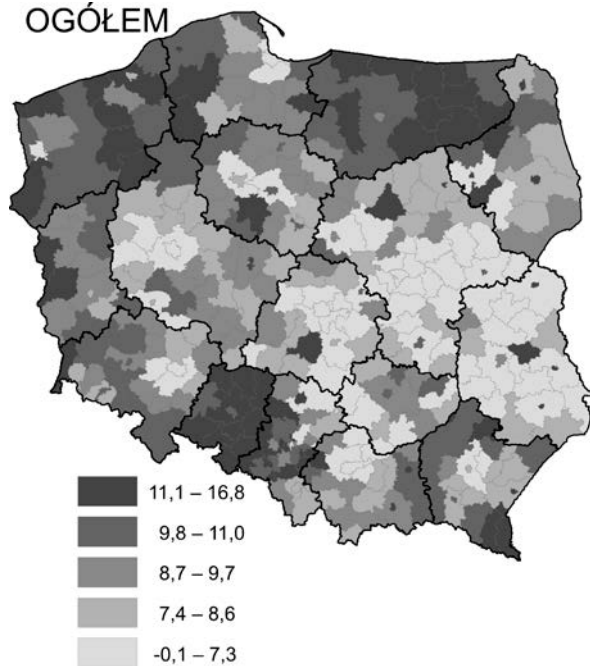 OGÓŁEM
11,1 – 16,8
9,8 – 11,0
8,7 – 9,7
7,4 – 8,6
-0,1 – 7,3